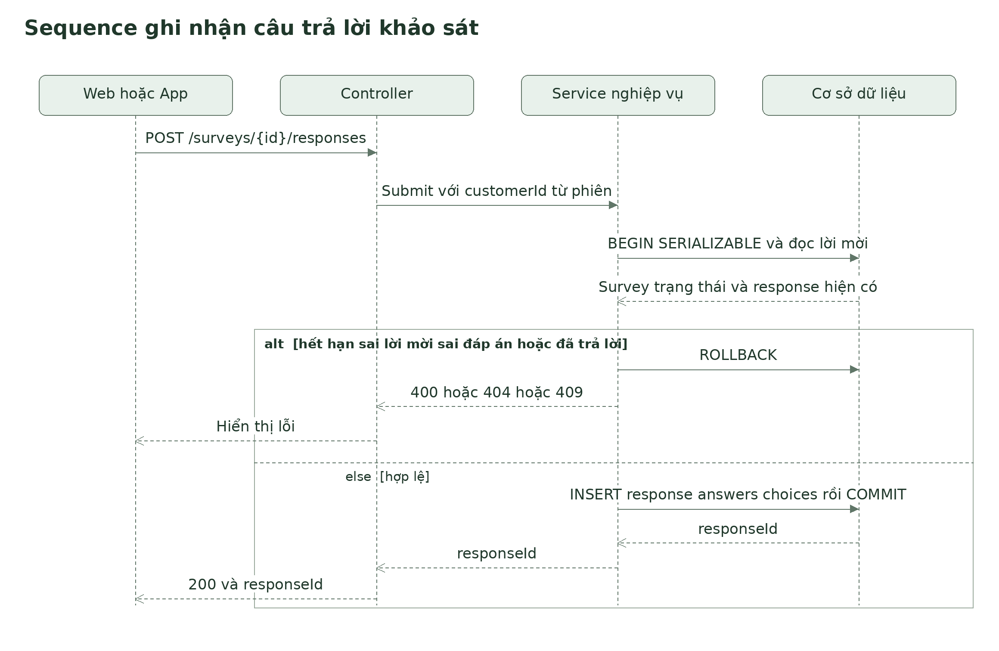 Sequence ghi nhận câu trả lời khảo sát
Web hoặc App
Controller
Service nghiệp vụ
Cơ sở dữ liệu
POST /surveys/{id}/responses
Submit với customerId từ phiên
BEGIN SERIALIZABLE và đọc lời mời
Survey trạng thái và response hiện có
alt [hết hạn sai lời mời sai đáp án hoặc đã trả lời]
ROLLBACK
400 hoặc 404 hoặc 409
Hiển thị lỗi
else [hợp lệ]
INSERT response answers choices rồi COMMIT
responseId
responseId
200 và responseId